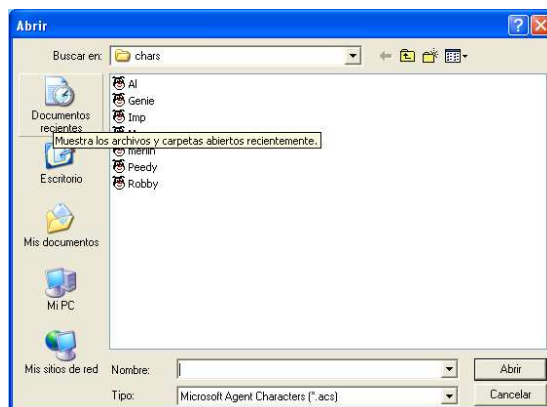 Abrir
Buscar en:
chars
Al
Genie
Imp
merlin
Peedy
Robby
Documentos
recientes
Muestra los archivos y carpetas abiertos recientemente.
Escritorio
Mis documentos
Mi PC
Mis sitios de red
Nombre:
Abrir
Tipo:
Microsoft Agent Characters (*.acs)
Cancelar